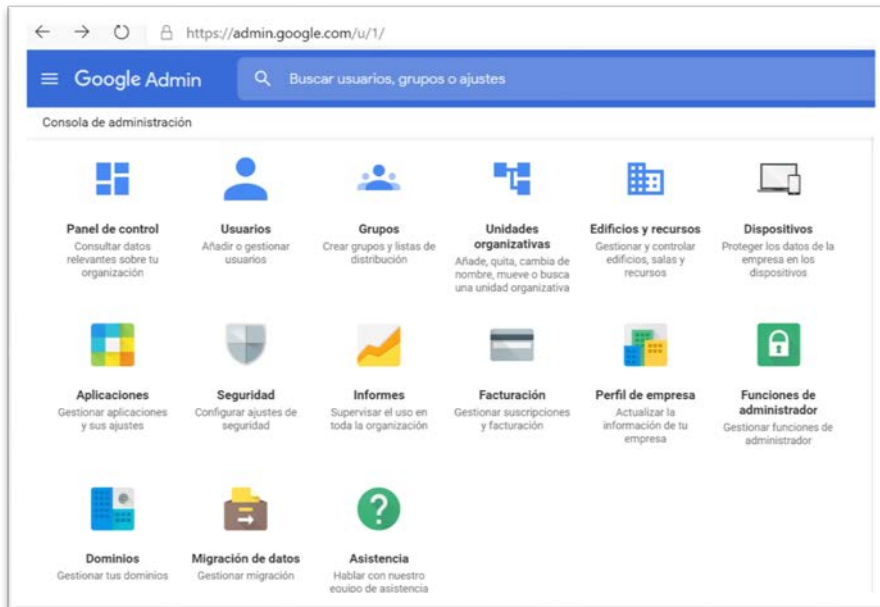 https://admin.google.com/u/1/
Google Admin
Buscar usuarios, grupos o ajustes
Consola de administración
Panel de control
Consultar datos
relevantes sobre tu
organización
Usuarios
Añadir o gestionar
usuarios
Grupos
Crear grupos y listas de
distribución
Unidades
organizativas
Añade, quita, cambia de
nombre, mueve o busca
una unidad organizativa
Edificios y recursos
Gestionar y controlar
edificios, salas y
recursos
Dispositivos
Proteger los datos de la
empresa en los
dispositivos
Aplicaciones
Gestionar aplicaciones
y sus ajustes
Seguridad
Configurar ajustes de
seguridad
Informes
Supervisar el uso en
toda la organización
Facturación
Gestionar suscripciones
y facturación
Perfil de empresa
Actualizar la
información de tu
empresa
Funciones de
administrador
Gestionar funciones de
administrador
Dominios
Gestionar tus dominios
Migración de datos
Gestionar migración
Asistencia
Hablar con nuestro
equipo de asistencia